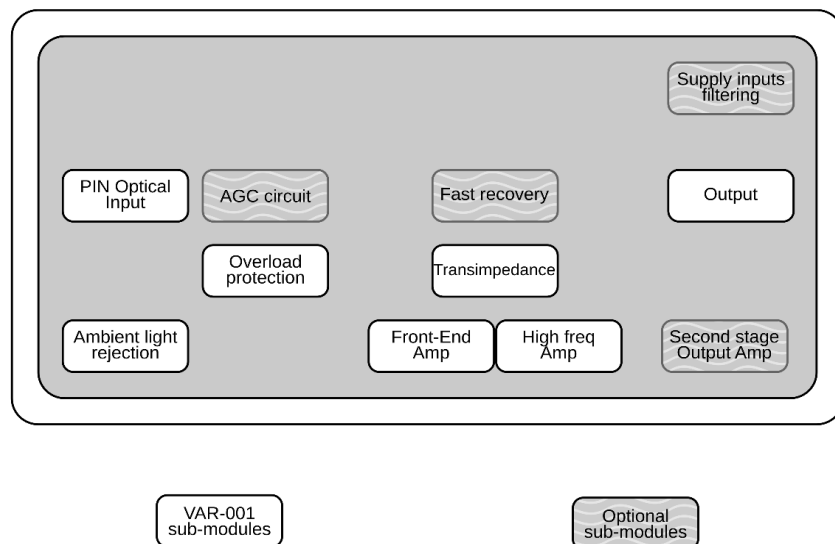 Supply inputs
filtering
PIN Optical
Input
AGC circuit
Fast recovery
Output
Overload
protection
Transimpedance
Ambient light
rejection
Front-End
Amp
High freq
Amp
Second stage
Output Amp
VAR-001
sub-modules
Optional
sub-modules